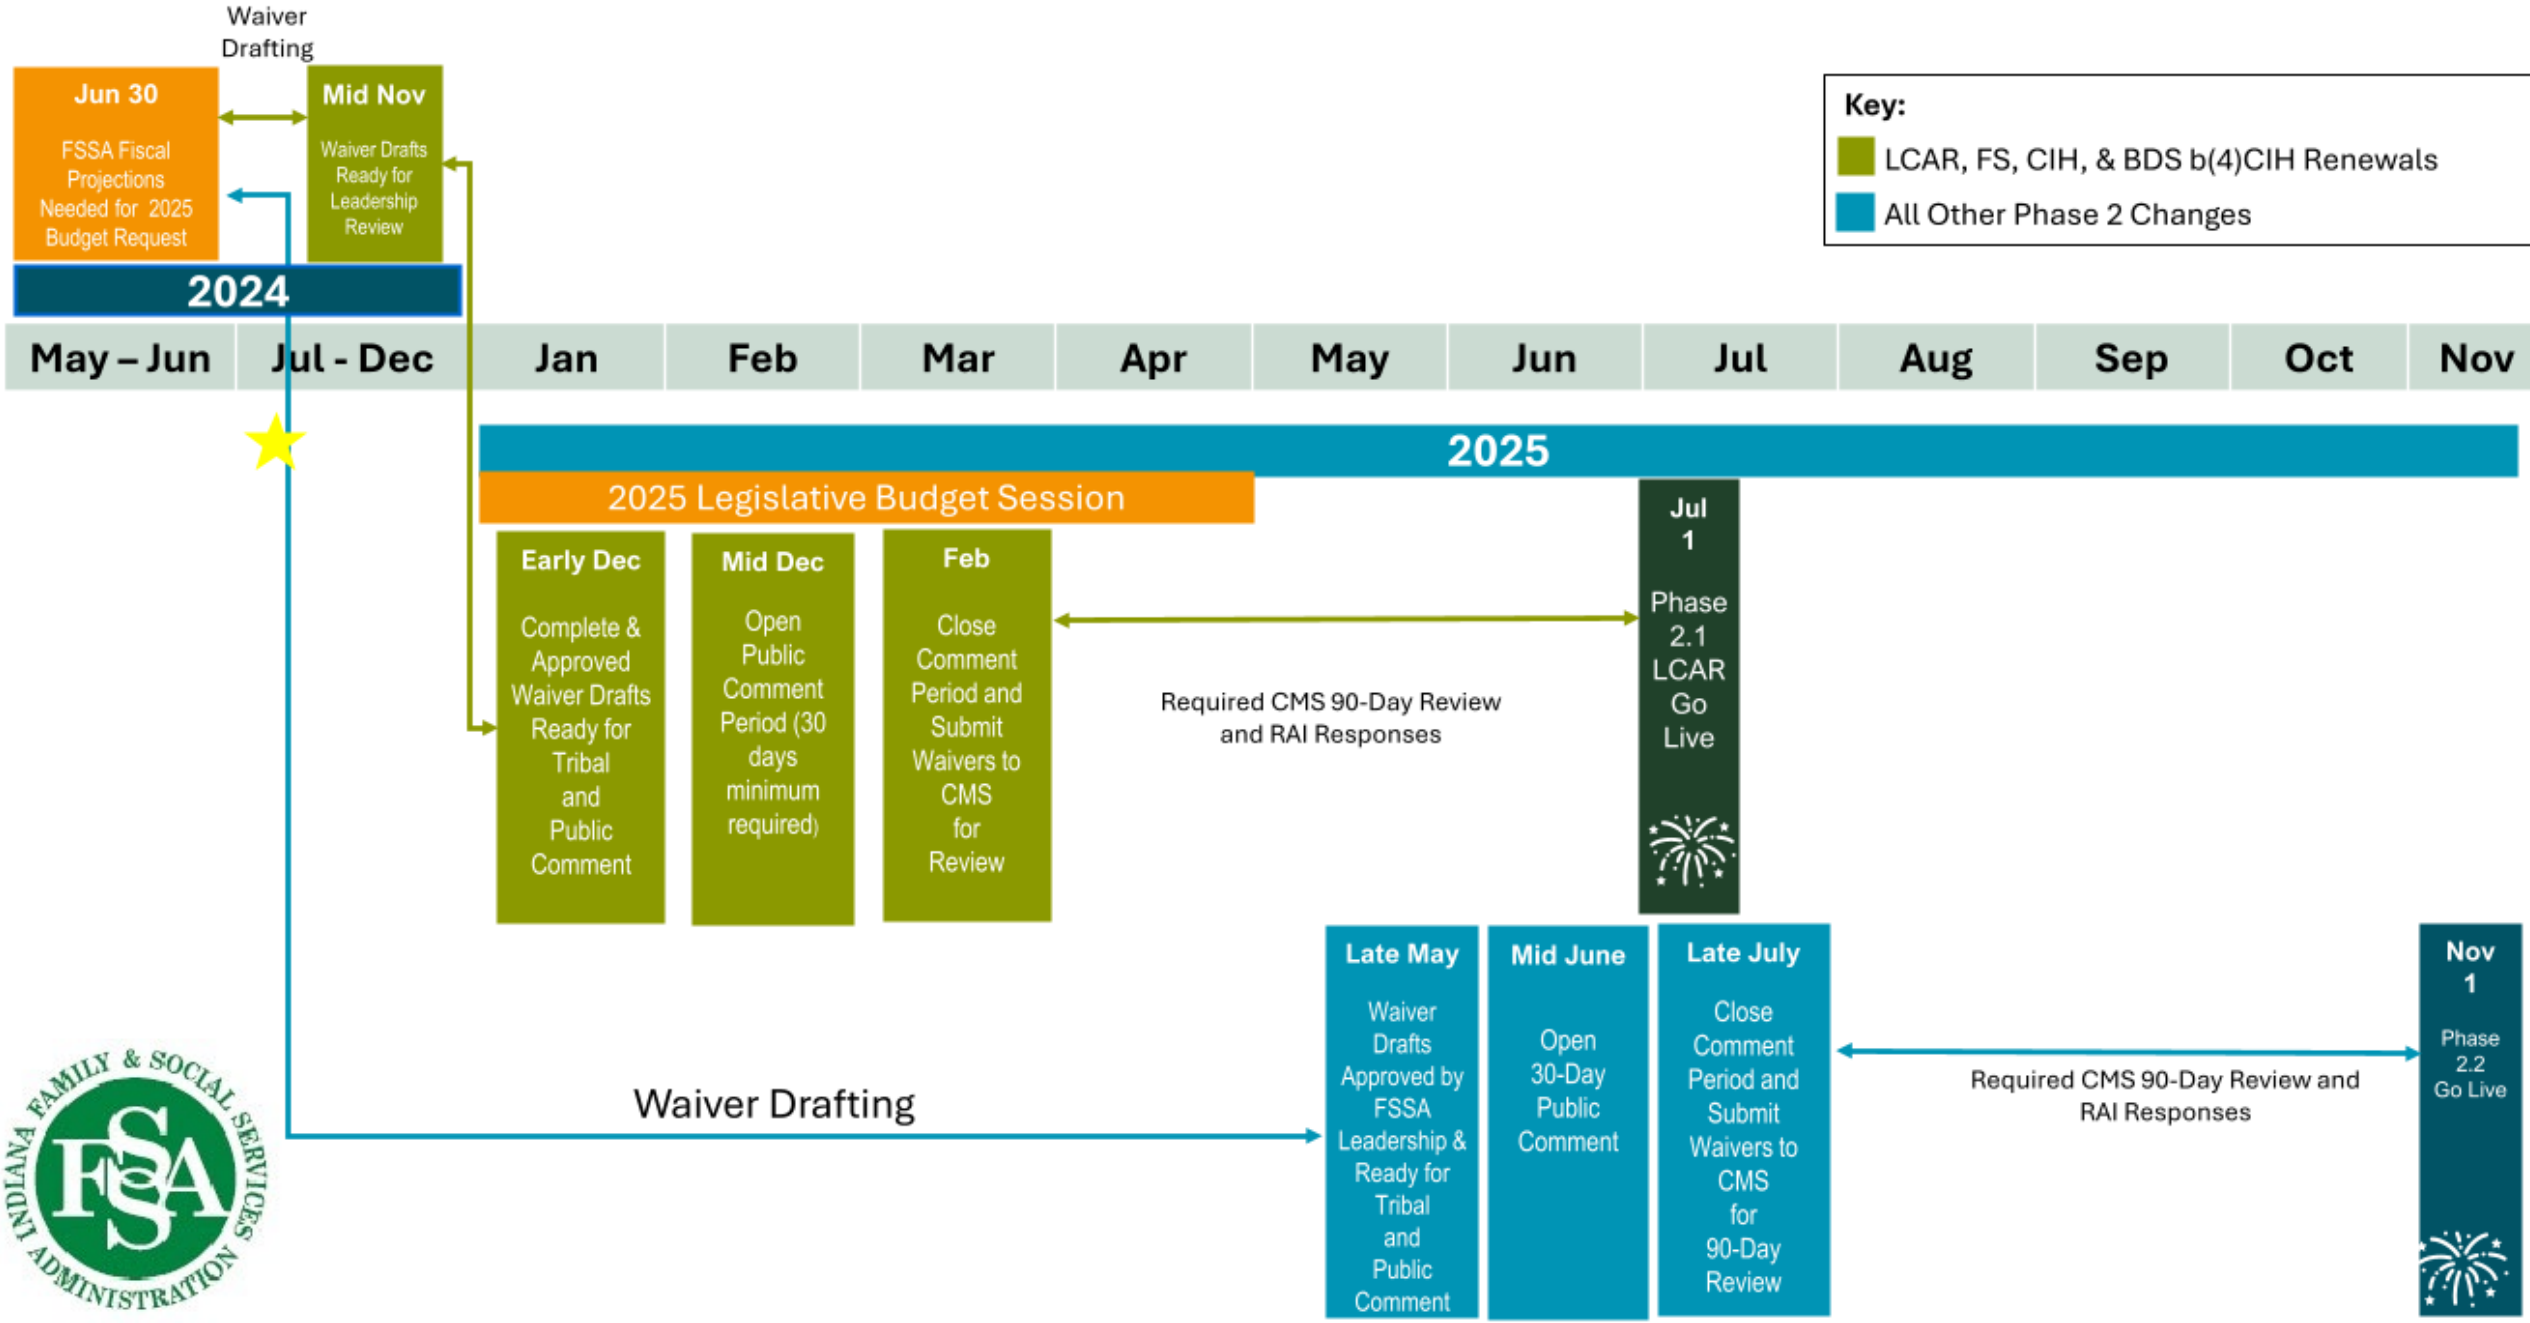 Waiver
Drafting
Jun 30
FSSA Fiscal
Projections
Needed for 2025
Budget Request
Mid Nov
Waiver Drafts
Ready for
Leadership
Review
Key:
LCAR, FS, CIH, & BDS b(4)CIH Renewals
All Other Phase 2 Changes
2024
May – Jun
Jul - Dec
Jan
Feb
Mar
Apr
May
Jun
Jul
Aug
Sep
Oct
Nov
2025
2025 Legislative Budget Session
Early Dec
Complete &
Approved
Waiver Drafts
Ready for
Tribal
and
Public
Comment
Mid Dec
Open
Public
Comment
Period (30
days
minimum
required)
Feb
Close
Comment
Period and
Submit
Waivers to
CMS
for
Review
Required CMS 90-Day Review
and RAI Responses
Jul
1
Phase
2.1
LCAR
Go
Live
Waiver Drafting
Late May
Waiver
Drafts
Approved by
FSSA
Leadership &
Ready for
Tribal
and
Public
Comment
Mid June
Open
30-Day
Public
Comment
Late July
Close
Comment
Period and
Submit
Waivers to
CMS
for
90-Day
Review
Required CMS 90-Day Review and
RAI Responses
Nov
1
Phase
2.2
Go Live
INDIANA FAMILY & SOCIAL SERVICES ADMINISTRATION
FSSA